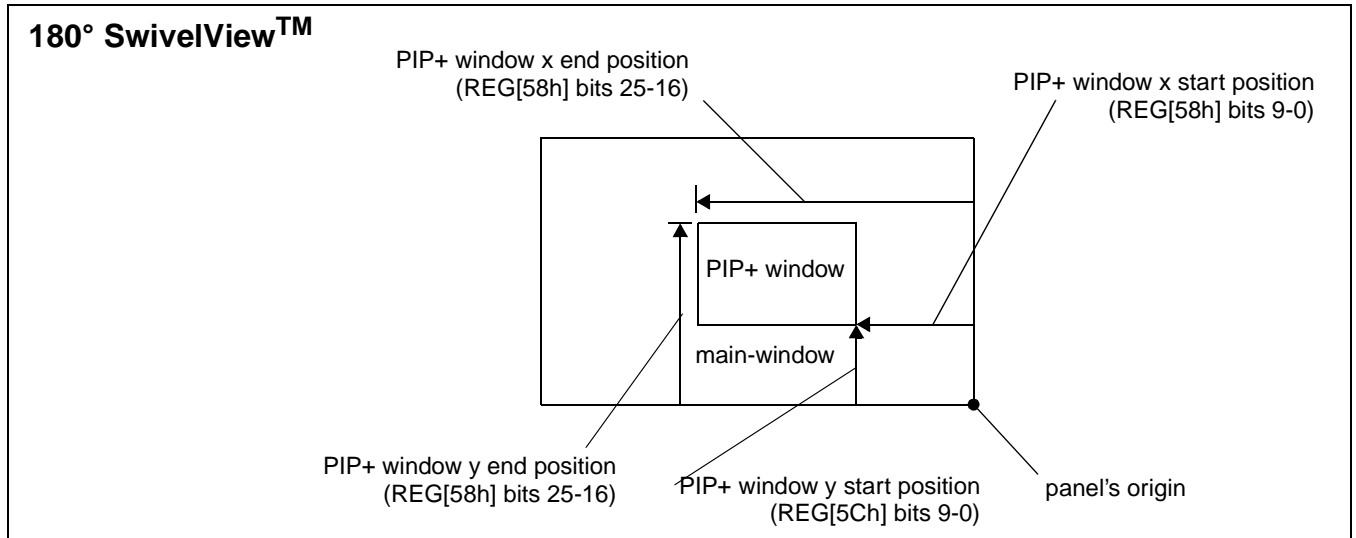 180° SwivelView™
PIP+ window x end position
(REG[58h] bits 25-16)
PIP+ window x start position
(REG[58h] bits 9-0)
PIP+ window
main-window
PIP+ window y end position
(REG[58h] bits 25-16)
PIP+ window y start position
(REG[5Ch] bits 9-0)
panel's origin